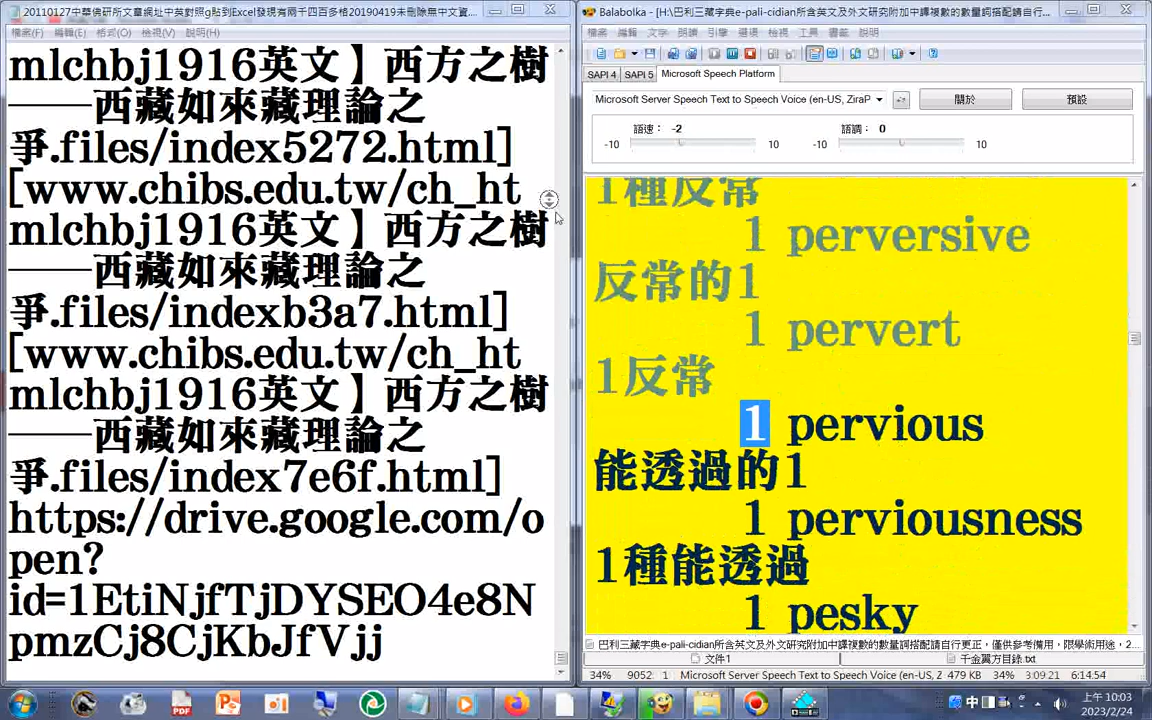 20110127中華佛研所文章網址中英對照g貼到Excel發現有兩千四百多格20190419未刪除無中文資...
檔案(F) 編輯(E) 格式(O) 檢視(V) 說明(H)
mlchbj1916英文】西方之樹
——西藏如來藏理論之
爭.files/index5272.html]
[www.chibs.edu.tw/ch_ht
mlchbj1916英文】西方之樹
——西藏如來藏理論之
爭.files/indexb3a7.html]
[www.chibs.edu.tw/ch_ht
mlchbj1916英文】西方之樹
——西藏如來藏理論之
爭.files/index7e6f.html]
https://drive.google.com/o
pen?
id=1EtiNjfTjDYSEO4e8N
pmzCj8CjKbJfVjj
Balabolka - [H:\巴利三藏字典e-pali-cidian所含英文及外文研究附加中譯複數的數量詞搭配請自行...
檔案 編輯 文字 朗讀 引擎 選項 檢視 工具 書籤 說明
SAPI 4 SAPI 5 Microsoft Speech Platform
Microsoft Server Speech Text to Speech Voice (en-US, ZiraP 關於 預設
語速： -2 語調： 0
-10 10 -10 10
1種反常
1 perversive
反常的1
1 pervert
1反常
1 pervious
能透過的1
1 perviousness
1種能透過
1 pesky
巴利三藏字典e-pali-cidian所含英文及外文研究附加中譯複數的數量詞搭配請自行更正，僅供參考備用，限學術用途，2...
文件1 千金翼方目錄.txt
34% 9052: 1 Microsoft Server Speech Text to Speech Voice (en-US, Z 479 KB 34% 3:09:21 6:14:54
PDF 中 上午 10:03
2023/2/24